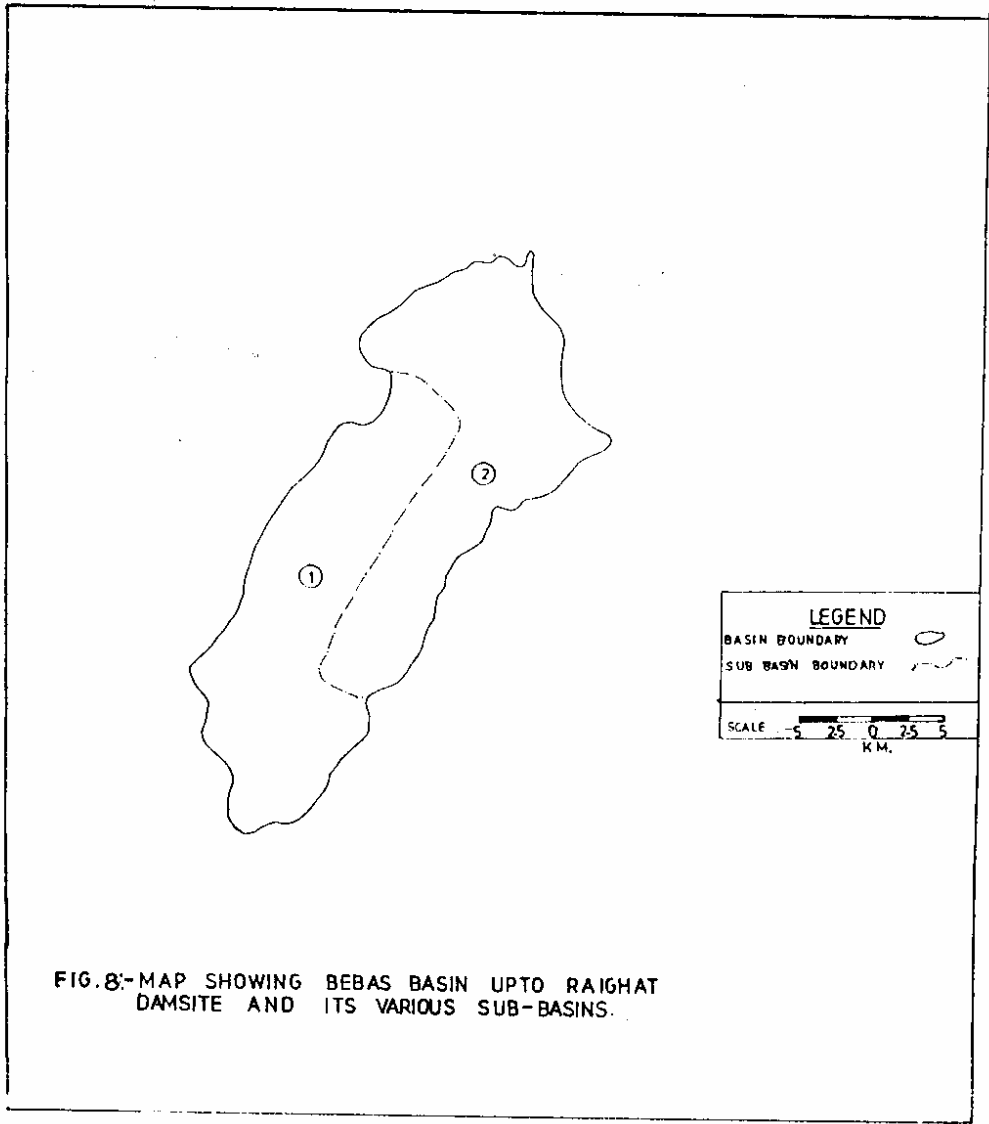 ②
①
LEGEND
BASIN BOUNDARY
SUB BASIN BOUNDARY
SCALE 5 2.5 0 2.5 5
KM.
FIG. 8:-MAP SHOWING BEBAS BASIN UPTO RAIGHAT
DAMSITE AND ITS VARIOUS SUB-BASINS.